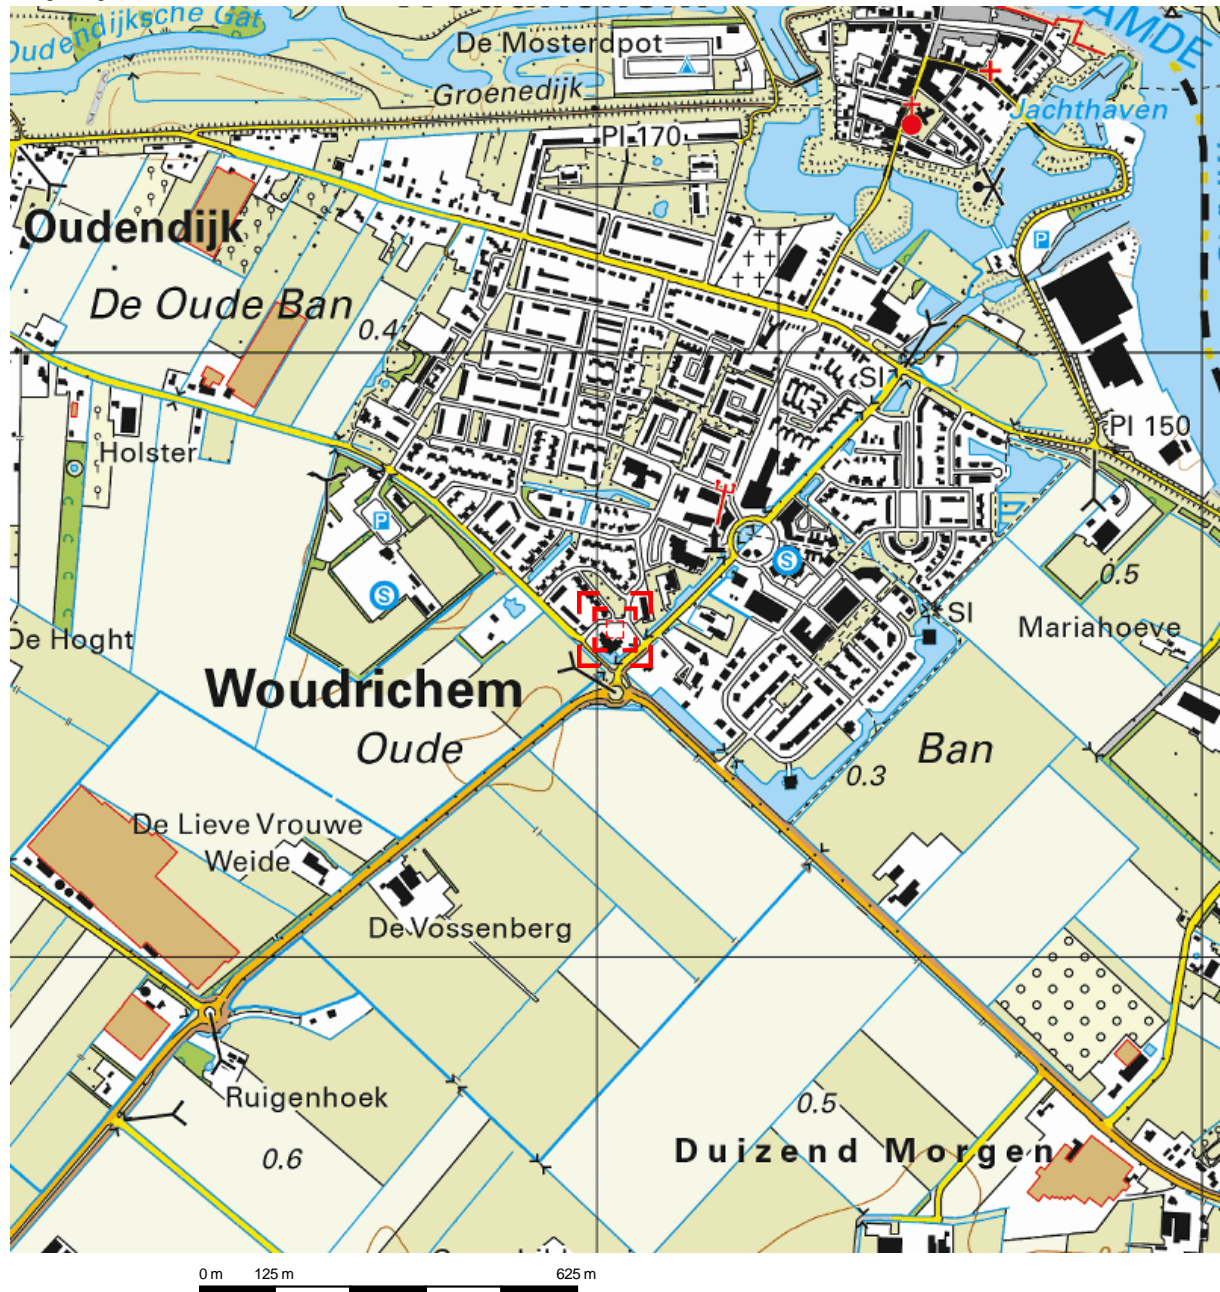 Oudendijksche Gat
De Mosterdpot
Groenedijk
Jachthaven
PI 170
Oudendijk
P
De Oude Ban
0.4
SI
PI 150
Holster
P
S
S
0.5
SI
Mariahoeve
De Hoght
Woudrichem
Oude
Ban
0.3
De Lieve Vrouwe
Weide
De Vossenberg
Ruigenhoek
0.5
0.6
Duizend Morgen
0 m
125 m
625 m